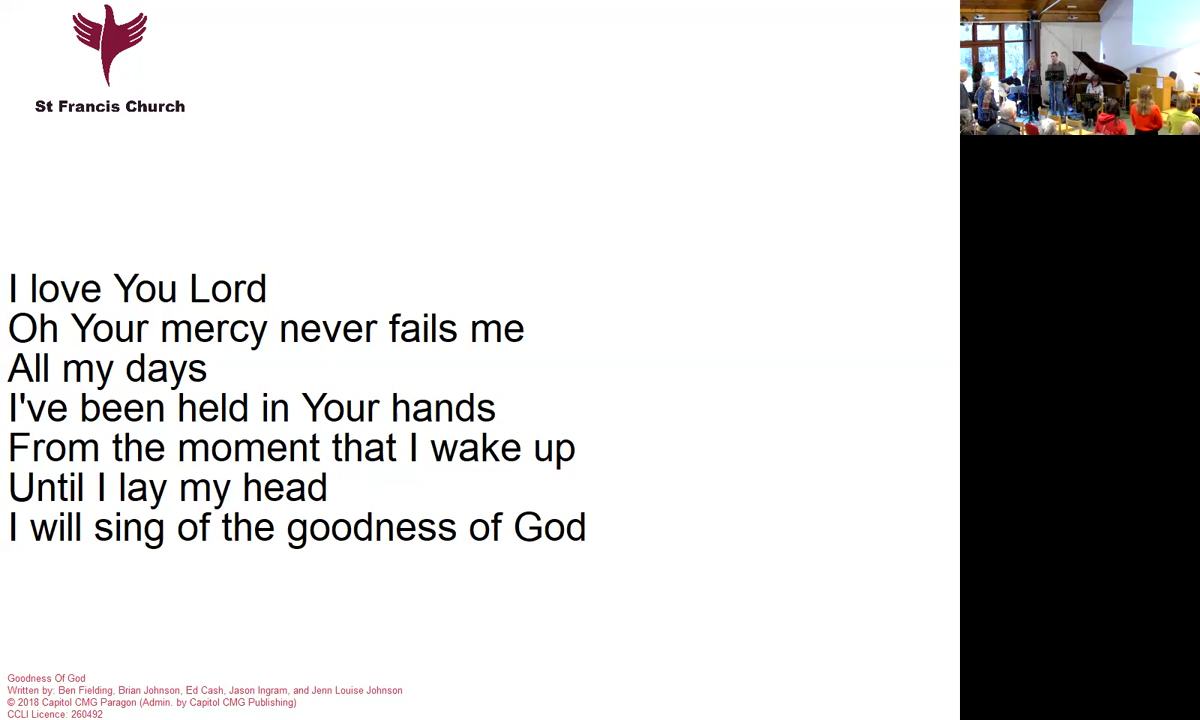 St Francis Church
I love You Lord
Oh Your mercy never fails me
All my days
I've been held in Your hands
From the moment that I wake up
Until I lay my head
I will sing of the goodness of God
Goodness Of God
Written by: Ben Fielding, Brian Johnson, Ed Cash, Jason Ingram, and Jenn Louise Johnson
© 2018 Capitol CMG Paragon (Admin. by Capitol CMG Publishing)
CCLI Licence: 260492